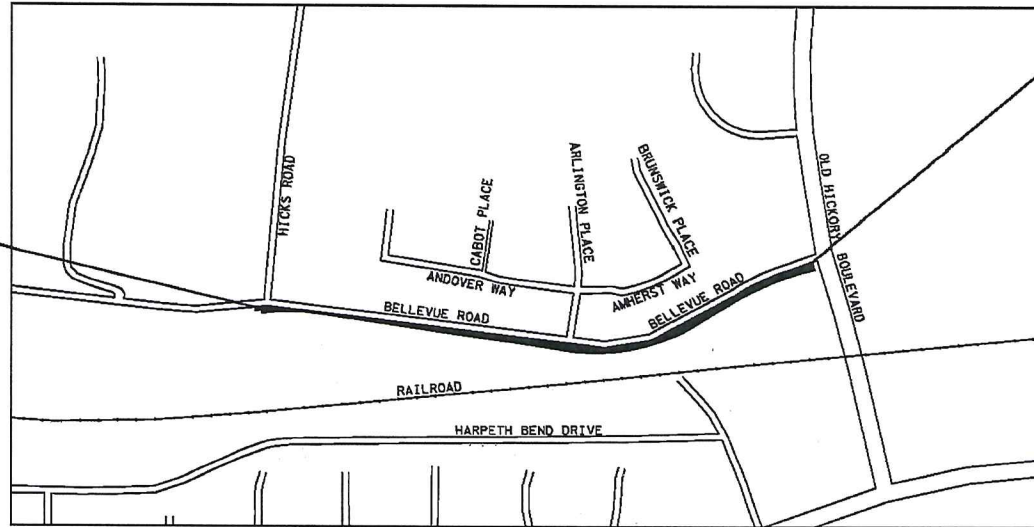 HICKS ROAD
CABOT PLACE
ARLINGTON PLACE
BRUNSWICK PLACE
OLD HICKORY BOULEVARD
ANDOVER WAY
AMHERST WAY
BELLEVUE ROAD
BELLEVUE ROAD
RAILROAD
HARPETH BEND DRIVE